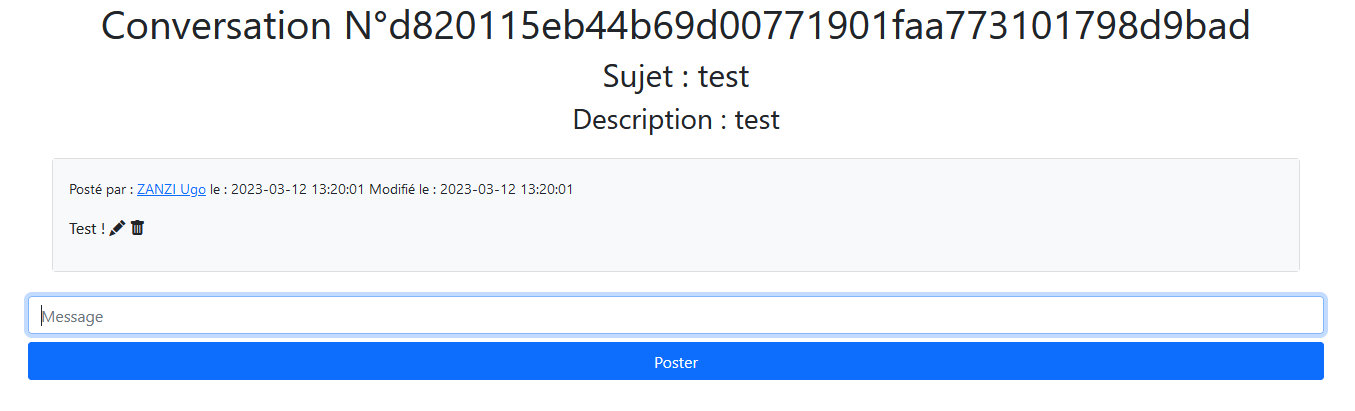 Conversation N°d820115eb44b69d00771901faa773101798d9bad
Sujet : test
Description : test
Posté par : ZANZI Ugo le : 2023-03-12 13:20:01 Modifié le : 2023-03-12 13:20:01
Test !
Message
Poster